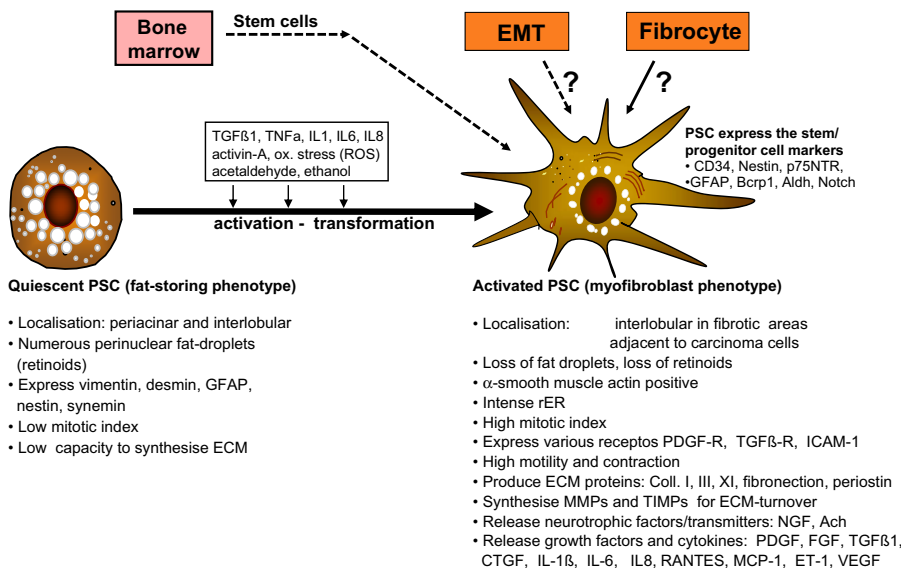 Bone
marrow
Stem cells
EMT
Fibrocyte
?
?
TGFß1, TNFa, IL1, IL6, IL8
activin-A, ox. stress (ROS)
acetaldehyde, ethanol
activation - transformation
PSC express the stem/
progenitor cell markers
• CD34, Nestin, p75NTR,
•GFAP, Bcrp1, Aldh, Notch
Quiescent PSC (fat-storing phenotype)
• Localisation: periacinar and interlobular
• Numerous perinuclear fat-droplets
(retinoids)
• Express vimentin, desmin, GFAP,
nestin, synemin
• Low mitotic index
• Low capacity to synthesise ECM
Activated PSC (myofibroblast phenotype)
• Localisation: interlobular in fibrotic areas
adjacent to carcinoma cells
• Loss of fat droplets, loss of retinoids
• α-smooth muscle actin positive
• Intense rER
• High mitotic index
• Express various receptos PDGF-R, TGFß-R, ICAM-1
• High motility and contraction
• Produce ECM proteins: Coll. I, III, XI, fibronection, periostin
• Synthesise MMPs and TIMPs for ECM-turnover
• Release neurotrophic factors/transmitters: NGF, Ach
• Release growth factors and cytokines: PDGF, FGF, TGFß1,
CTGF, IL-1ß, IL-6, IL8, RANTES, MCP-1, ET-1, VEGF